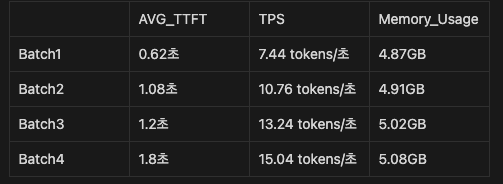 AVG_TTFT TPS Memory_Usage
Batch1 0.62초 7.44 tokens/초 4.87GB
Batch2 1.08초 10.76 tokens/초 4.91GB
Batch3 1.2초 13.24 tokens/초 5.02GB
Batch4 1.8초 15.04 tokens/초 5.08GB